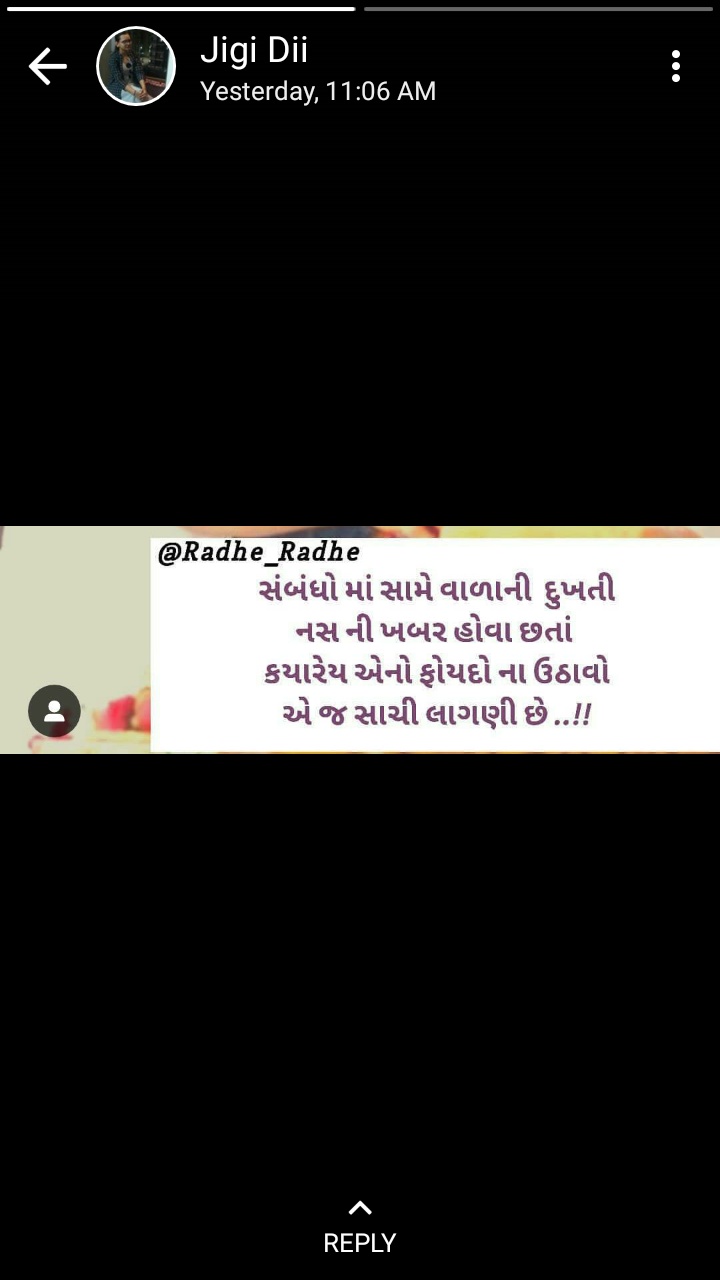 Jigi Dii
Yesterday, 11:06 AM
@Radhe_Radhe
સંબંધો માં સામે વાળાની દુખતી
નસ ની ખબર હોવા છતાં
કયારેય એનો ફોયદો ના ઉઠાવો
એ જ સાચી લાગણી છે ..!!
REPLY